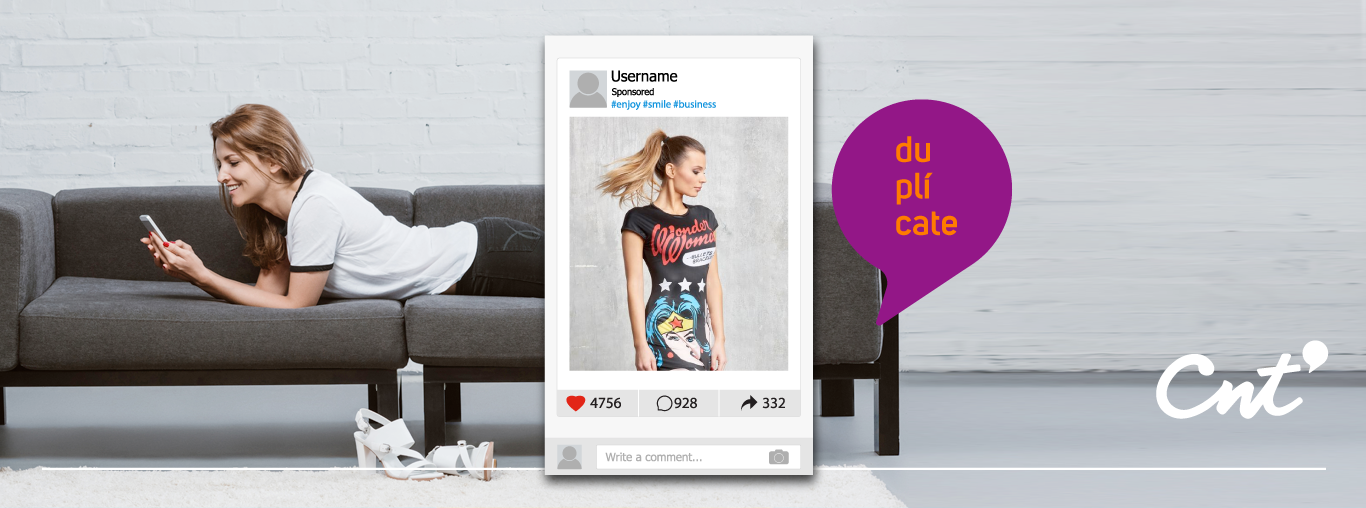 Username
Sponsored
#enjoy #smile #business
Wonder
Woman
4756
928
332
Write a comment...
du
plí
cate
Cnt'